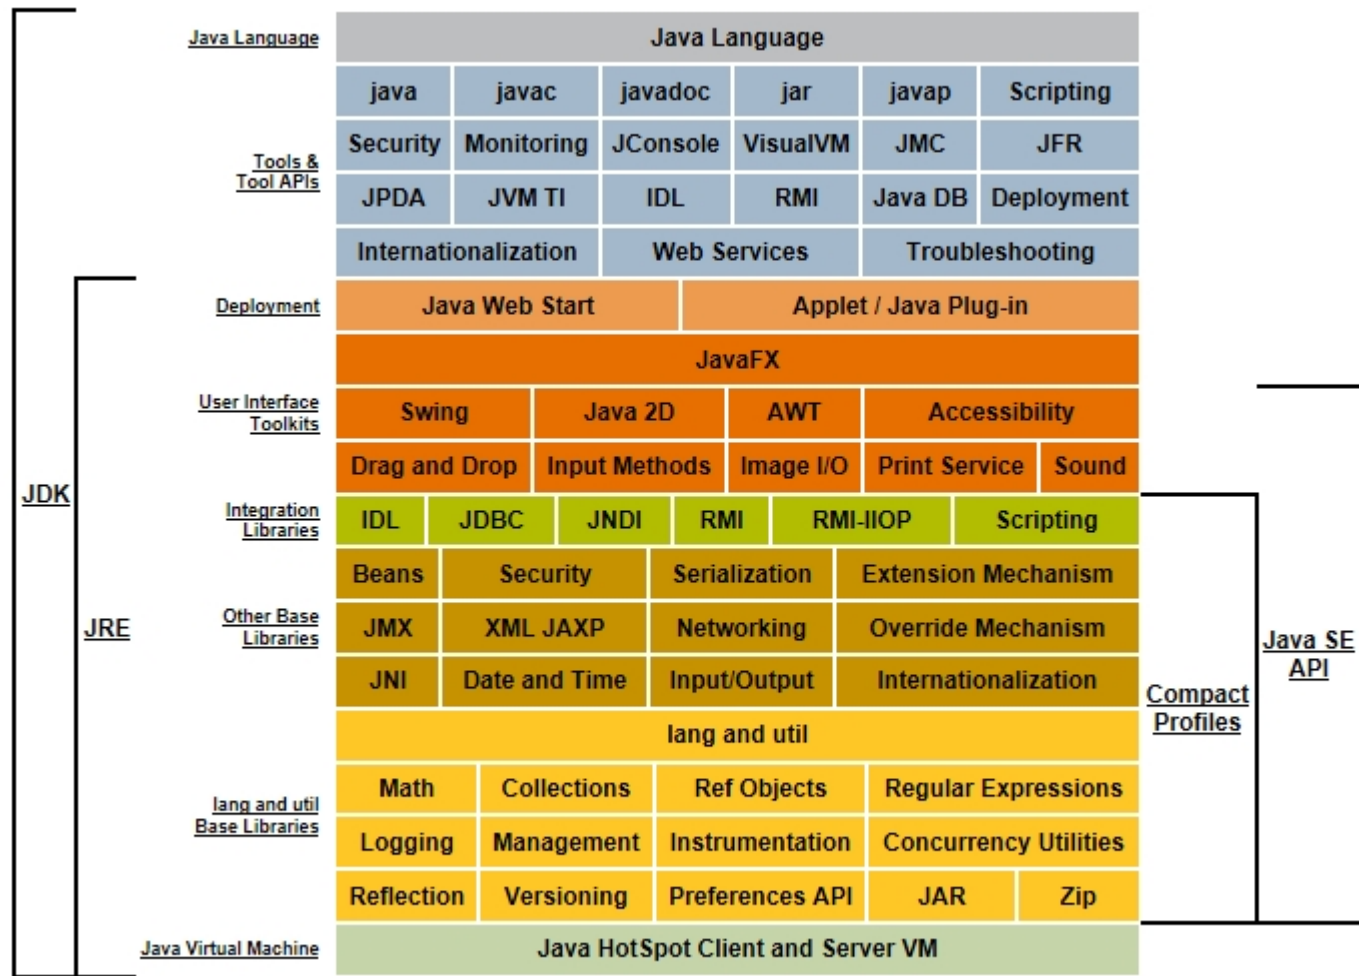 Java Language
Java Language
java javac javadoc jar javap Scripting
Security Monitoring JConsole VisualVM JMC JFR
Tools &
Tool APIs
JPDA JVM TI IDL RMI Java DB Deployment
Internationalization Web Services Troubleshooting
Deployment
Java Web Start Applet / Java Plug-in
JavaFX
User Interface
Toolkits
Swing Java 2D AWT Accessibility
Drag and Drop Input Methods Image I/O Print Service Sound
JDK
Integration
Libraries
IDL JDBC JNDI RMI RMI-IIOP Scripting
Beans Security Serialization Extension Mechanism
JRE
Other Base
Libraries
JMX XML JAXP Networking Override Mechanism
Java SE
API
JNI Date and Time Input/Output Internationalization
Compact
Profiles
lang and util
Math Collections Ref Objects Regular Expressions
lang and util
Base Libraries
Logging Management Instrumentation Concurrency Utilities
Reflection Versioning Preferences API JAR Zip
Java Virtual Machine
Java HotSpot Client and Server VM